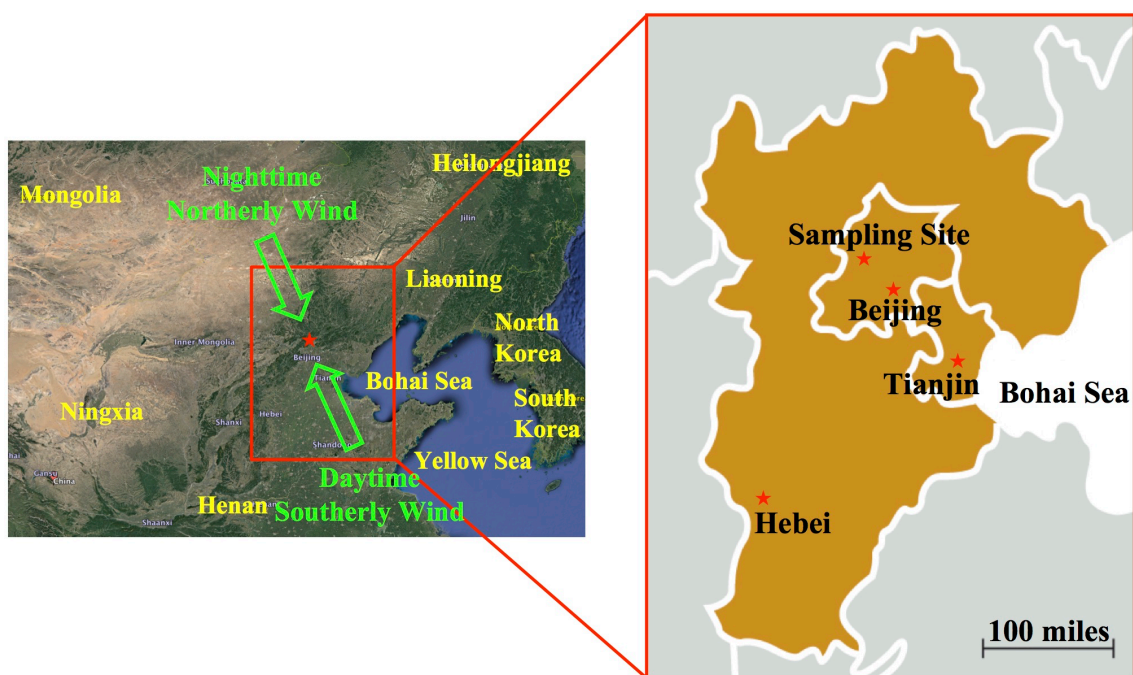 Heilongjiang
Nighttime
Northerly Wind
Mongolia
Jilin
Liaoning
North
Korea
Inner Mongolia
Beijing
Bohai Sea
South
Korea
Ningxia
Hebei
Shanxi
Yellow Sea
Gansu
China
Daytime
Southerly Wind
Henan
Shaanxi
Sampling Site
Beijing
Tianjin
Bohai Sea
Hebei
100 miles